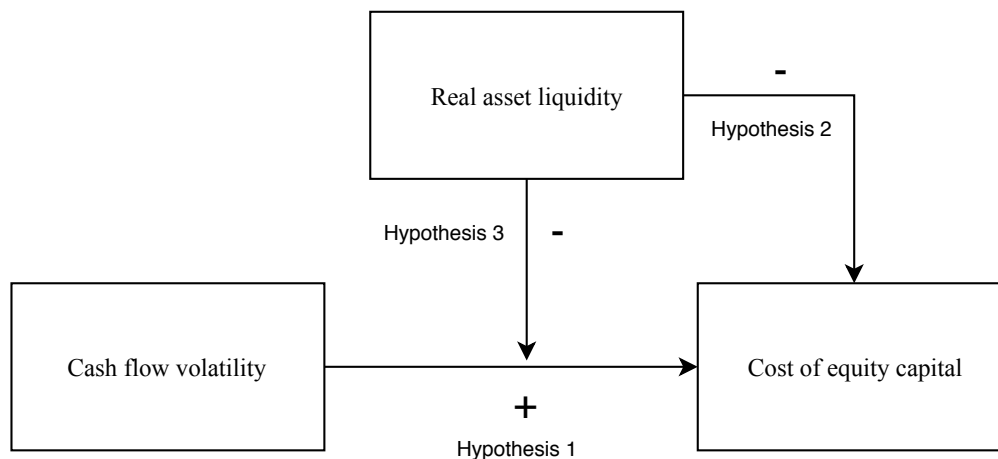 Real asset liquidity
-
Hypothesis 2
Hypothesis 3
-
Cash flow volatility
Cost of equity capital
+
Hypothesis 1